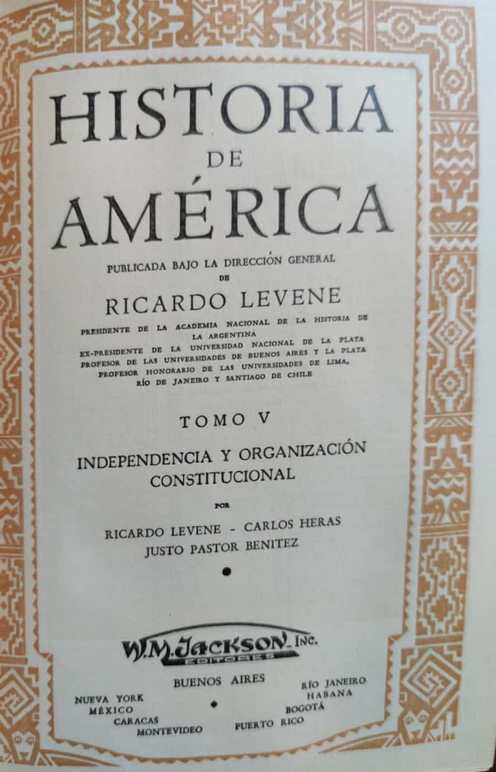 HISTORIA
DE
AMÉRICA
PUBLICADA BAJO LA DIRECCIÓN GENERAL
DE
RICARDO LEVENE
PRESIDENTE DE LA ACADEMIA NACIONAL DE LA HISTORIA DE
LA ARGENTINA
EX-PRESIDENTE DE LA UNIVERSIDAD NACIONAL DE LA PLATA
PROFESOR DE LAS UNIVERSIDADES DE BUENOS AIRES Y LA PLATA
PROFESOR HONORARIO DE LAS UNIVERSIDADES DE LIMA,
RÍO DE JANEIRO Y SANTIAGO DE CHILE
TOMO V
INDEPENDENCIA Y ORGANIZACIÓN
CONSTITUCIONAL
POR
RICARDO LEVENE - CARLOS HERAS
JUSTO PASTOR BENITEZ
W.M. JACKSON, INC.
EDITORES
BUENOS AIRES
NUEVA YORK
MÉXICO
CARACAS
MONTEVIDEO
RÍO JANEIRO
HABANA
BOGOTÁ
PUERTO RICO